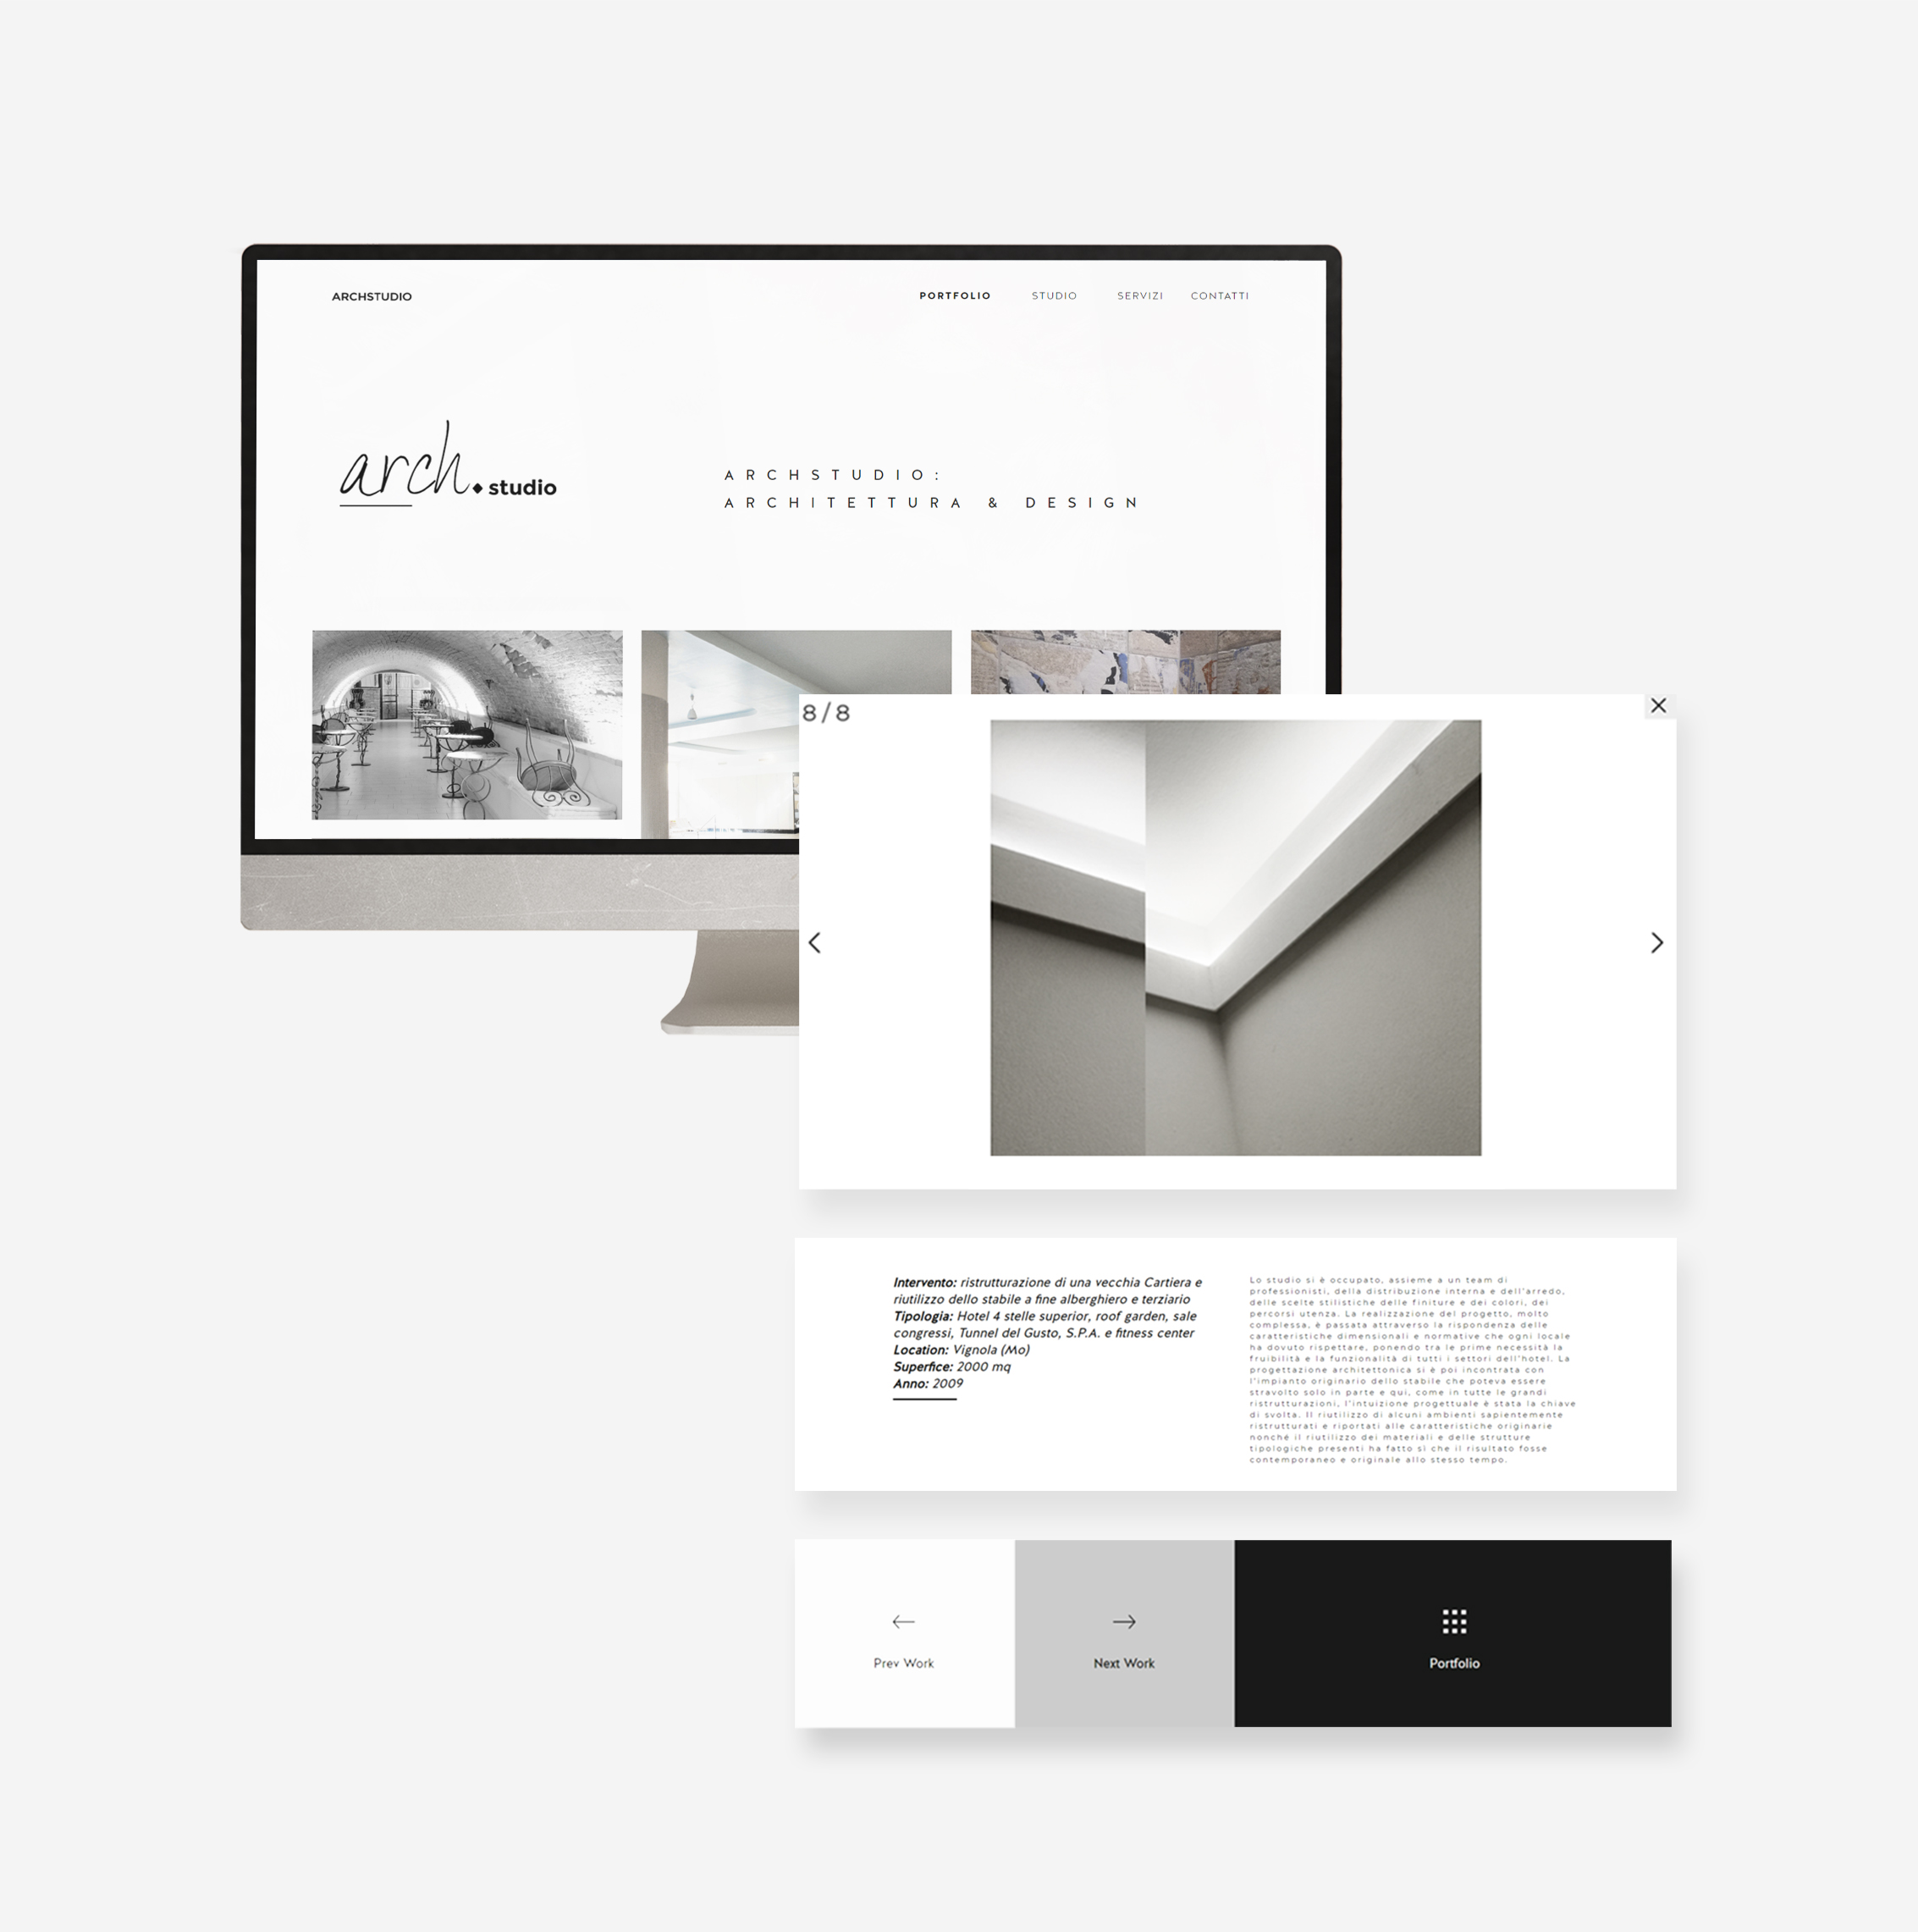 ARCHSTUDIO
PORTFOLIO STUDIO SERVIZI CONTATTI
arch studio
ARCHSTUDIO:
ARCHITETTURA & DESIGN
8/8
Intervento: ristrutturazione di una vecchia Cartiera e
riutilizzo dello stabile a fine alberghiero e terziario
Tipologia: Hotel 4 stelle superior, roof garden, sale
congressi, Tunnel del Gusto, S.P.A. e fitness center
Location: Vignola (Mo)
Superfice: 2000 mq
Anno: 2009
Lo studio si è occupato, assieme a un team di
professionisti, della distribuzione interna e dell'arredo,
delle scelte stilistiche delle finiture e dei colori, dei
percorsi utenza. La realizzazione del progetto, molto
complessa, è passata attraverso la rispondenza delle
caratteristiche dimensionali e normative che ogni locale
ha dovuto rispettare, ponendo tra le prime necessità la
fruibilità e la funzionalità di tutti i settori dell'hotel. La
progettazione architettonica si è poi incontrata con
l'impianto originario dello stabile che poteva essere
stravolto solo in parte e qui, come in tutte le grandi
ristrutturazioni, l'intuizione progettuale è stata la chiave
di svolta. Il riutilizzo di alcuni ambienti sapientemente
ristrutturati e riportati alle caratteristiche originarie
nonché il riutilizzo dei materiali e delle strutture
tipologiche presenti ha fatto sì che il risultato fosse
contemporaneo e originale allo stesso tempo.
Prev Work
Next Work
Portfolio